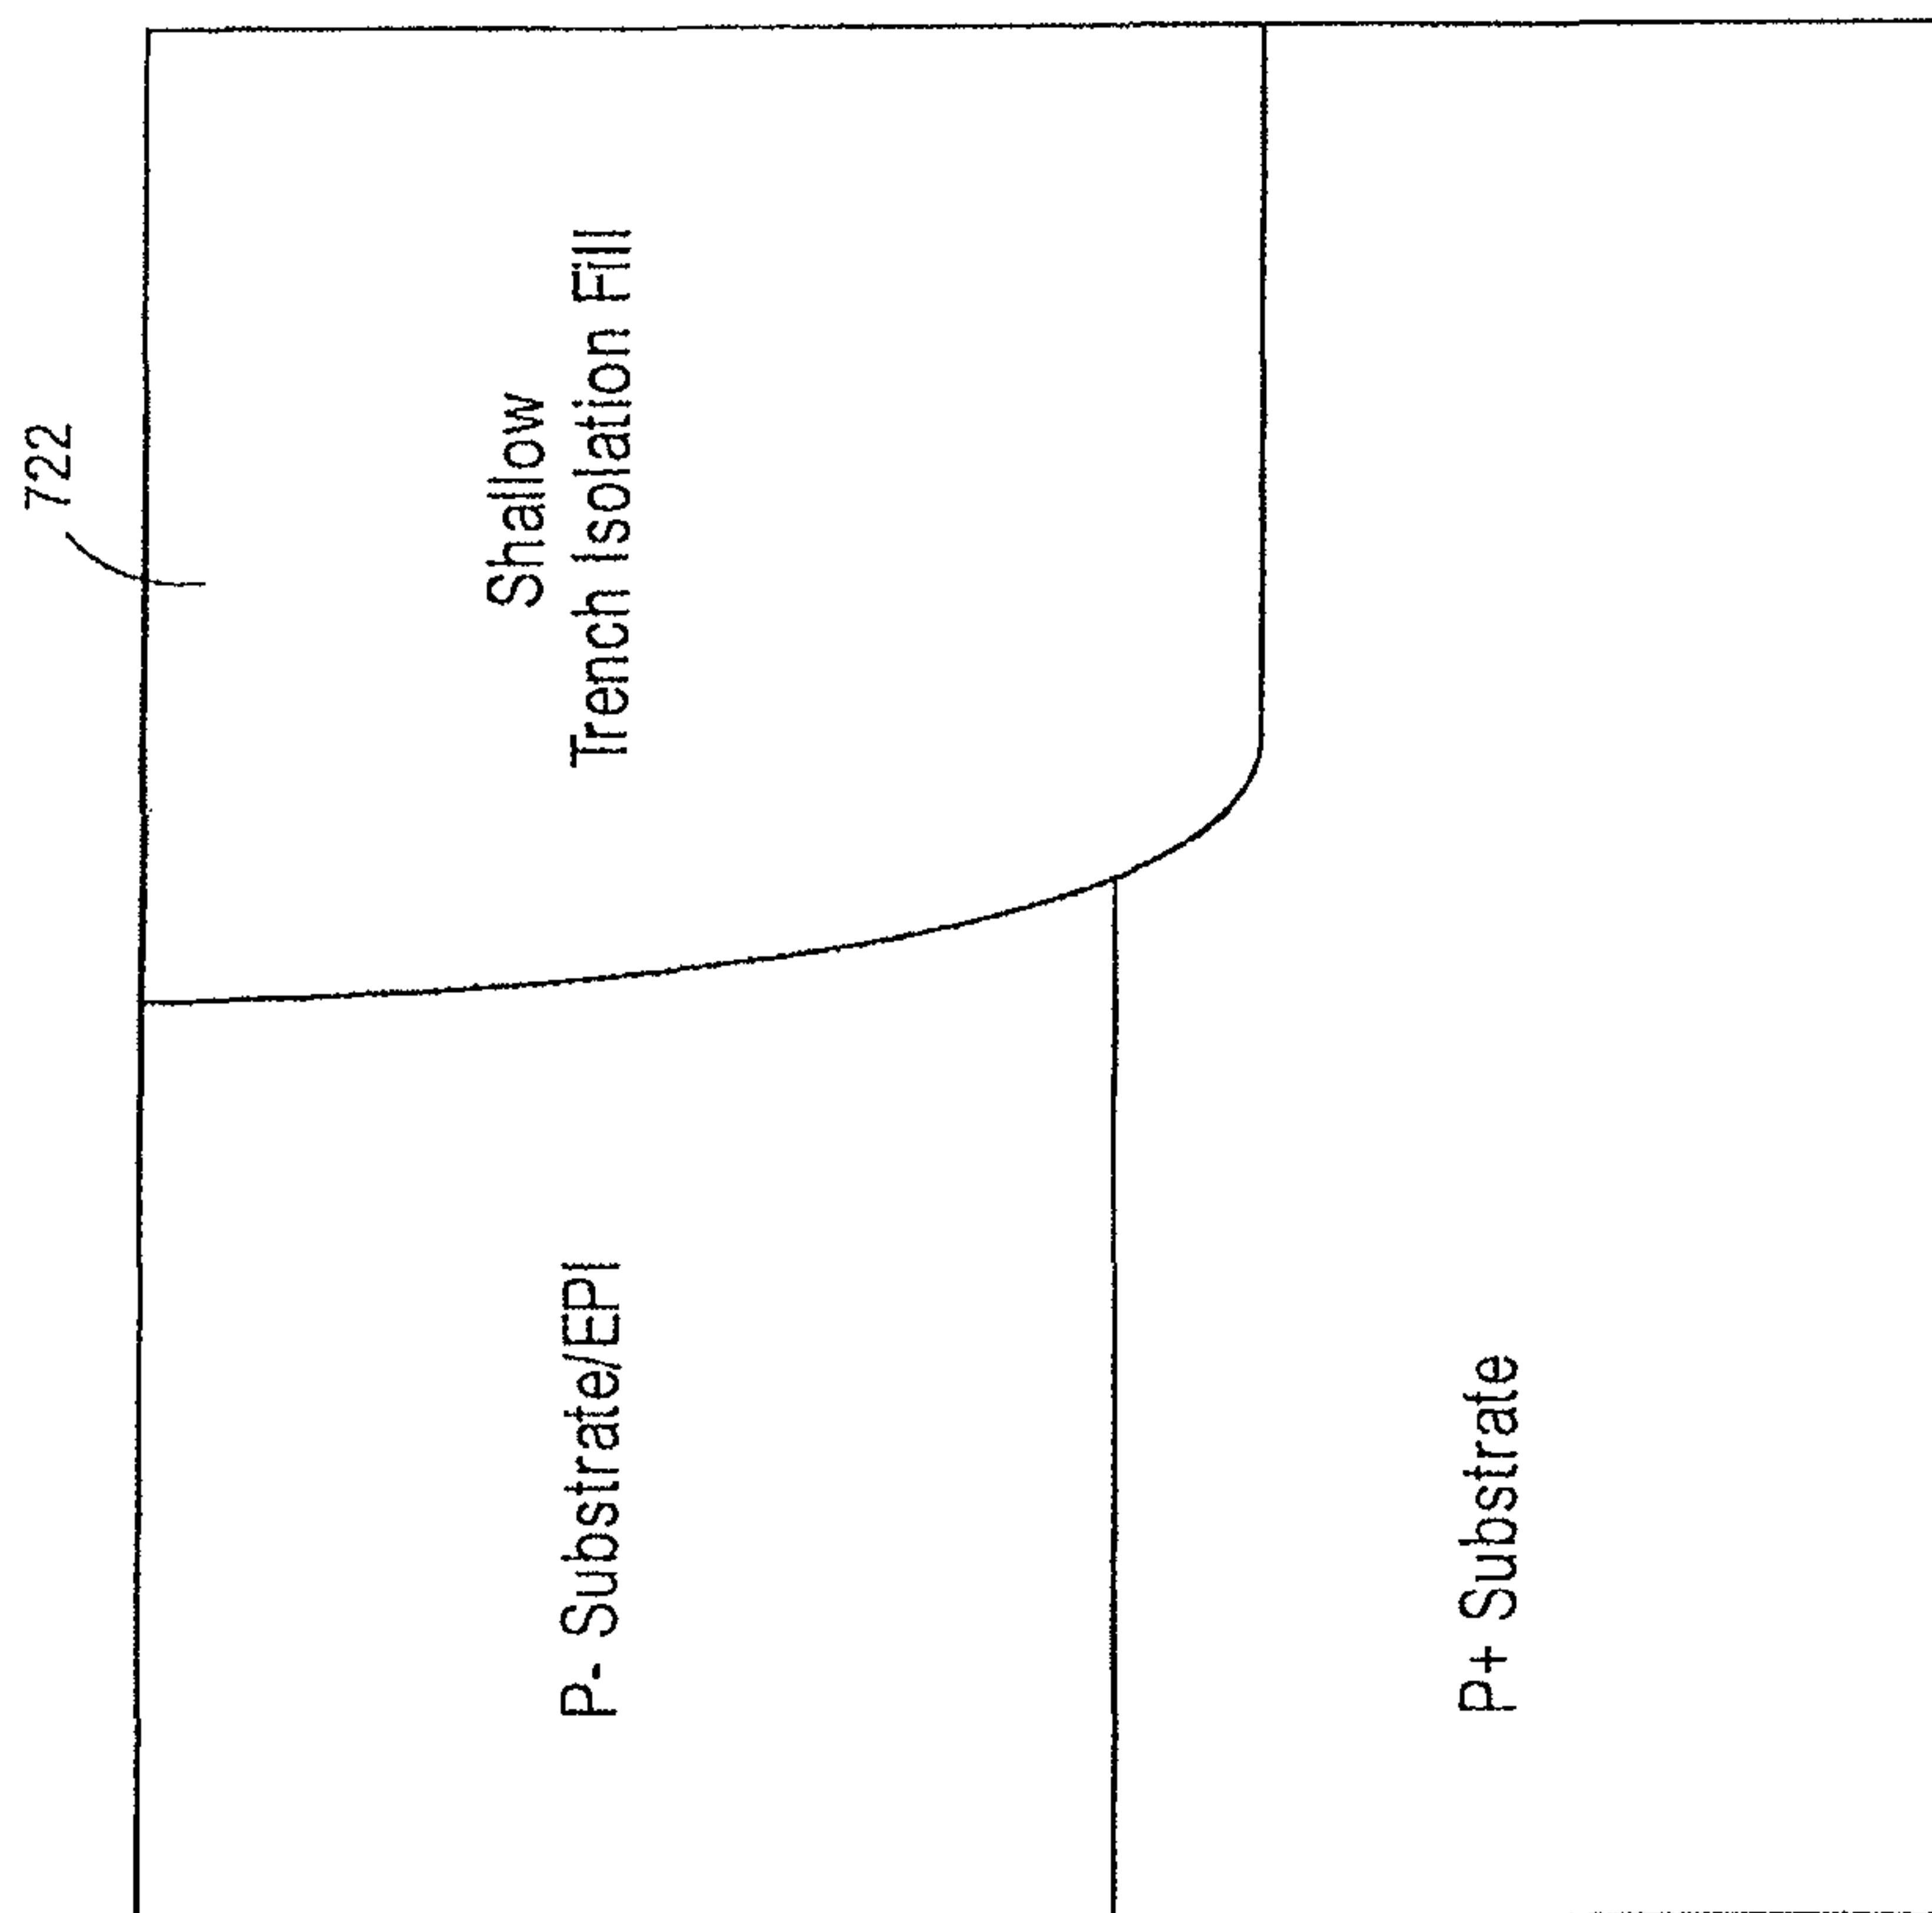 722
Shallow
Trench Isolation Fill
P- Substrate/EPI
P+ Substrate